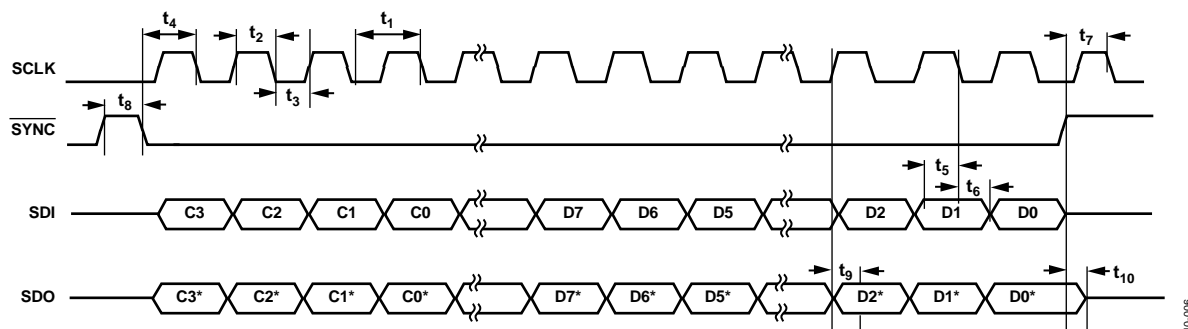 t4 t2 t1 t7
SCLK
t3
t8
SYNC
t5
t6
SDI C3 C2 C1 C0 D7 D6 D5 D2 D1 D0
t9
t10
SDO C3* C2* C1* C0* D7* D6* D5* D2* D1* D0*